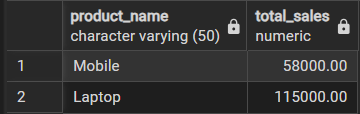 product_name total_sales
character varying (50) numeric
1 Mobile 58000.00
2 Laptop 115000.00